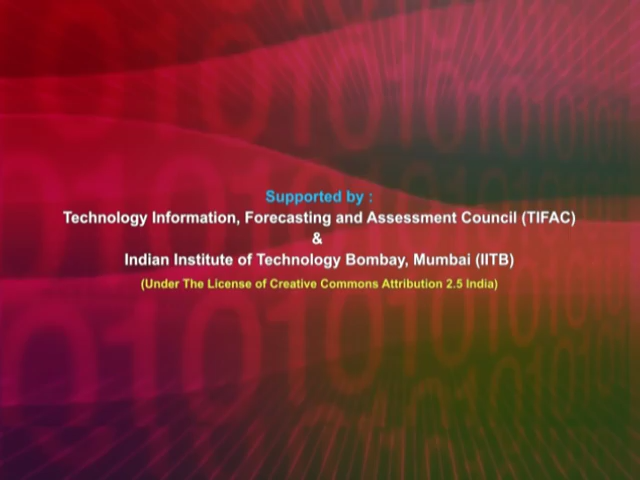 Supported by :
Technology Information, Forecasting and Assessment Council (TIFAC)
&
Indian Institute of Technology Bombay, Mumbai (IITB)
(Under The License of Creative Commons Attribution 2.5 India)